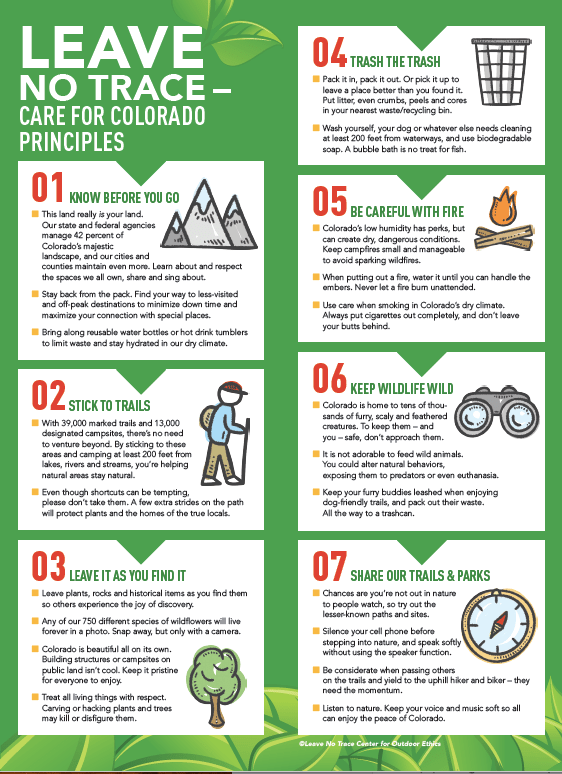 LEAVE
NO TRACE –
CARE FOR COLORADO
PRINCIPLES
01 KNOW BEFORE YOU GO
This land really is your land.
Our state and federal agencies
manage 42 percent of
Colorado's majestic
landscape, and our cities and
counties maintain even more. Learn about and respect
the spaces we all own, share and sing about.
Stay back from the pack. Find your way to less-visited
and off-peak destinations to minimize down time and
maximize your connection with special places.
Bring along reusable water bottles or hot drink tumblers
to limit waste and stay hydrated in our dry climate.
02 STICK TO TRAILS
With 39,000 marked trails and 13,000
designated campsites, there's no need
to venture beyond. By sticking to these
areas and camping at least 200 feet from
lakes, rivers and streams, you're helping
natural areas stay natural.
Even though shortcuts can be tempting,
please don't take them. A few extra strides on the path
will protect plants and the homes of the true locals.
03 LEAVE IT AS YOU FIND IT
Leave plants, rocks and historical items as you find them
so others experience the joy of discovery.
Any of our 750 different species of wildflowers will live
forever in a photo. Snap away, but only with a camera.
Colorado is beautiful all on its own.
Building structures or campsites on
public land isn't cool. Keep it pristine
for everyone to enjoy.
Treat all living things with respect.
Carving or hacking plants and trees
may kill or disfigure them.
04 TRASH THE TRASH
Pack it in, pack it out. Or pick it up to
leave a place better than you found it.
Put litter, even crumbs, peels and cores
in your nearest waste/recycling bin.
Wash yourself, your dog or whatever else needs cleaning
at least 200 feet from waterways, and use biodegradable
soap. A bubble bath is no treat for fish.
05 BE CAREFUL WITH FIRE
Colorado's low humidity has perks, but
can create dry, dangerous conditions.
Keep campfires small and manageable
to avoid sparking wildfires.
When putting out a fire, water it until you can handle the
embers. Never let a fire burn unattended.
Use care when smoking in Colorado's dry climate.
Always put cigarettes out completely, and don't leave
your butts behind.
06 KEEP WILDLIFE WILD
Colorado is home to tens of thou-
sands of furry, scaly and feathered
creatures. To keep them – and
you – safe, don't approach them.
It is not adorable to feed wild animals.
You could alter natural behaviors,
exposing them to predators or even euthanasia.
Keep your furry buddies leashed when enjoying
dog-friendly trails, and pack out their waste.
All the way to a trashcan.
07 SHARE OUR TRAILS & PARKS
Chances are you're not out in nature
to people watch, so try out the
lesser-known paths and sites.
Silence your cell phone before
stepping into nature, and speak softly
without using the speaker function.
Be considerate when passing others
on the trails and yield to the uphill hiker and biker – they
need the momentum.
Listen to nature. Keep your voice and music soft so all
can enjoy the peace of Colorado.
©Leave No Trace Center for Outdoor Ethics